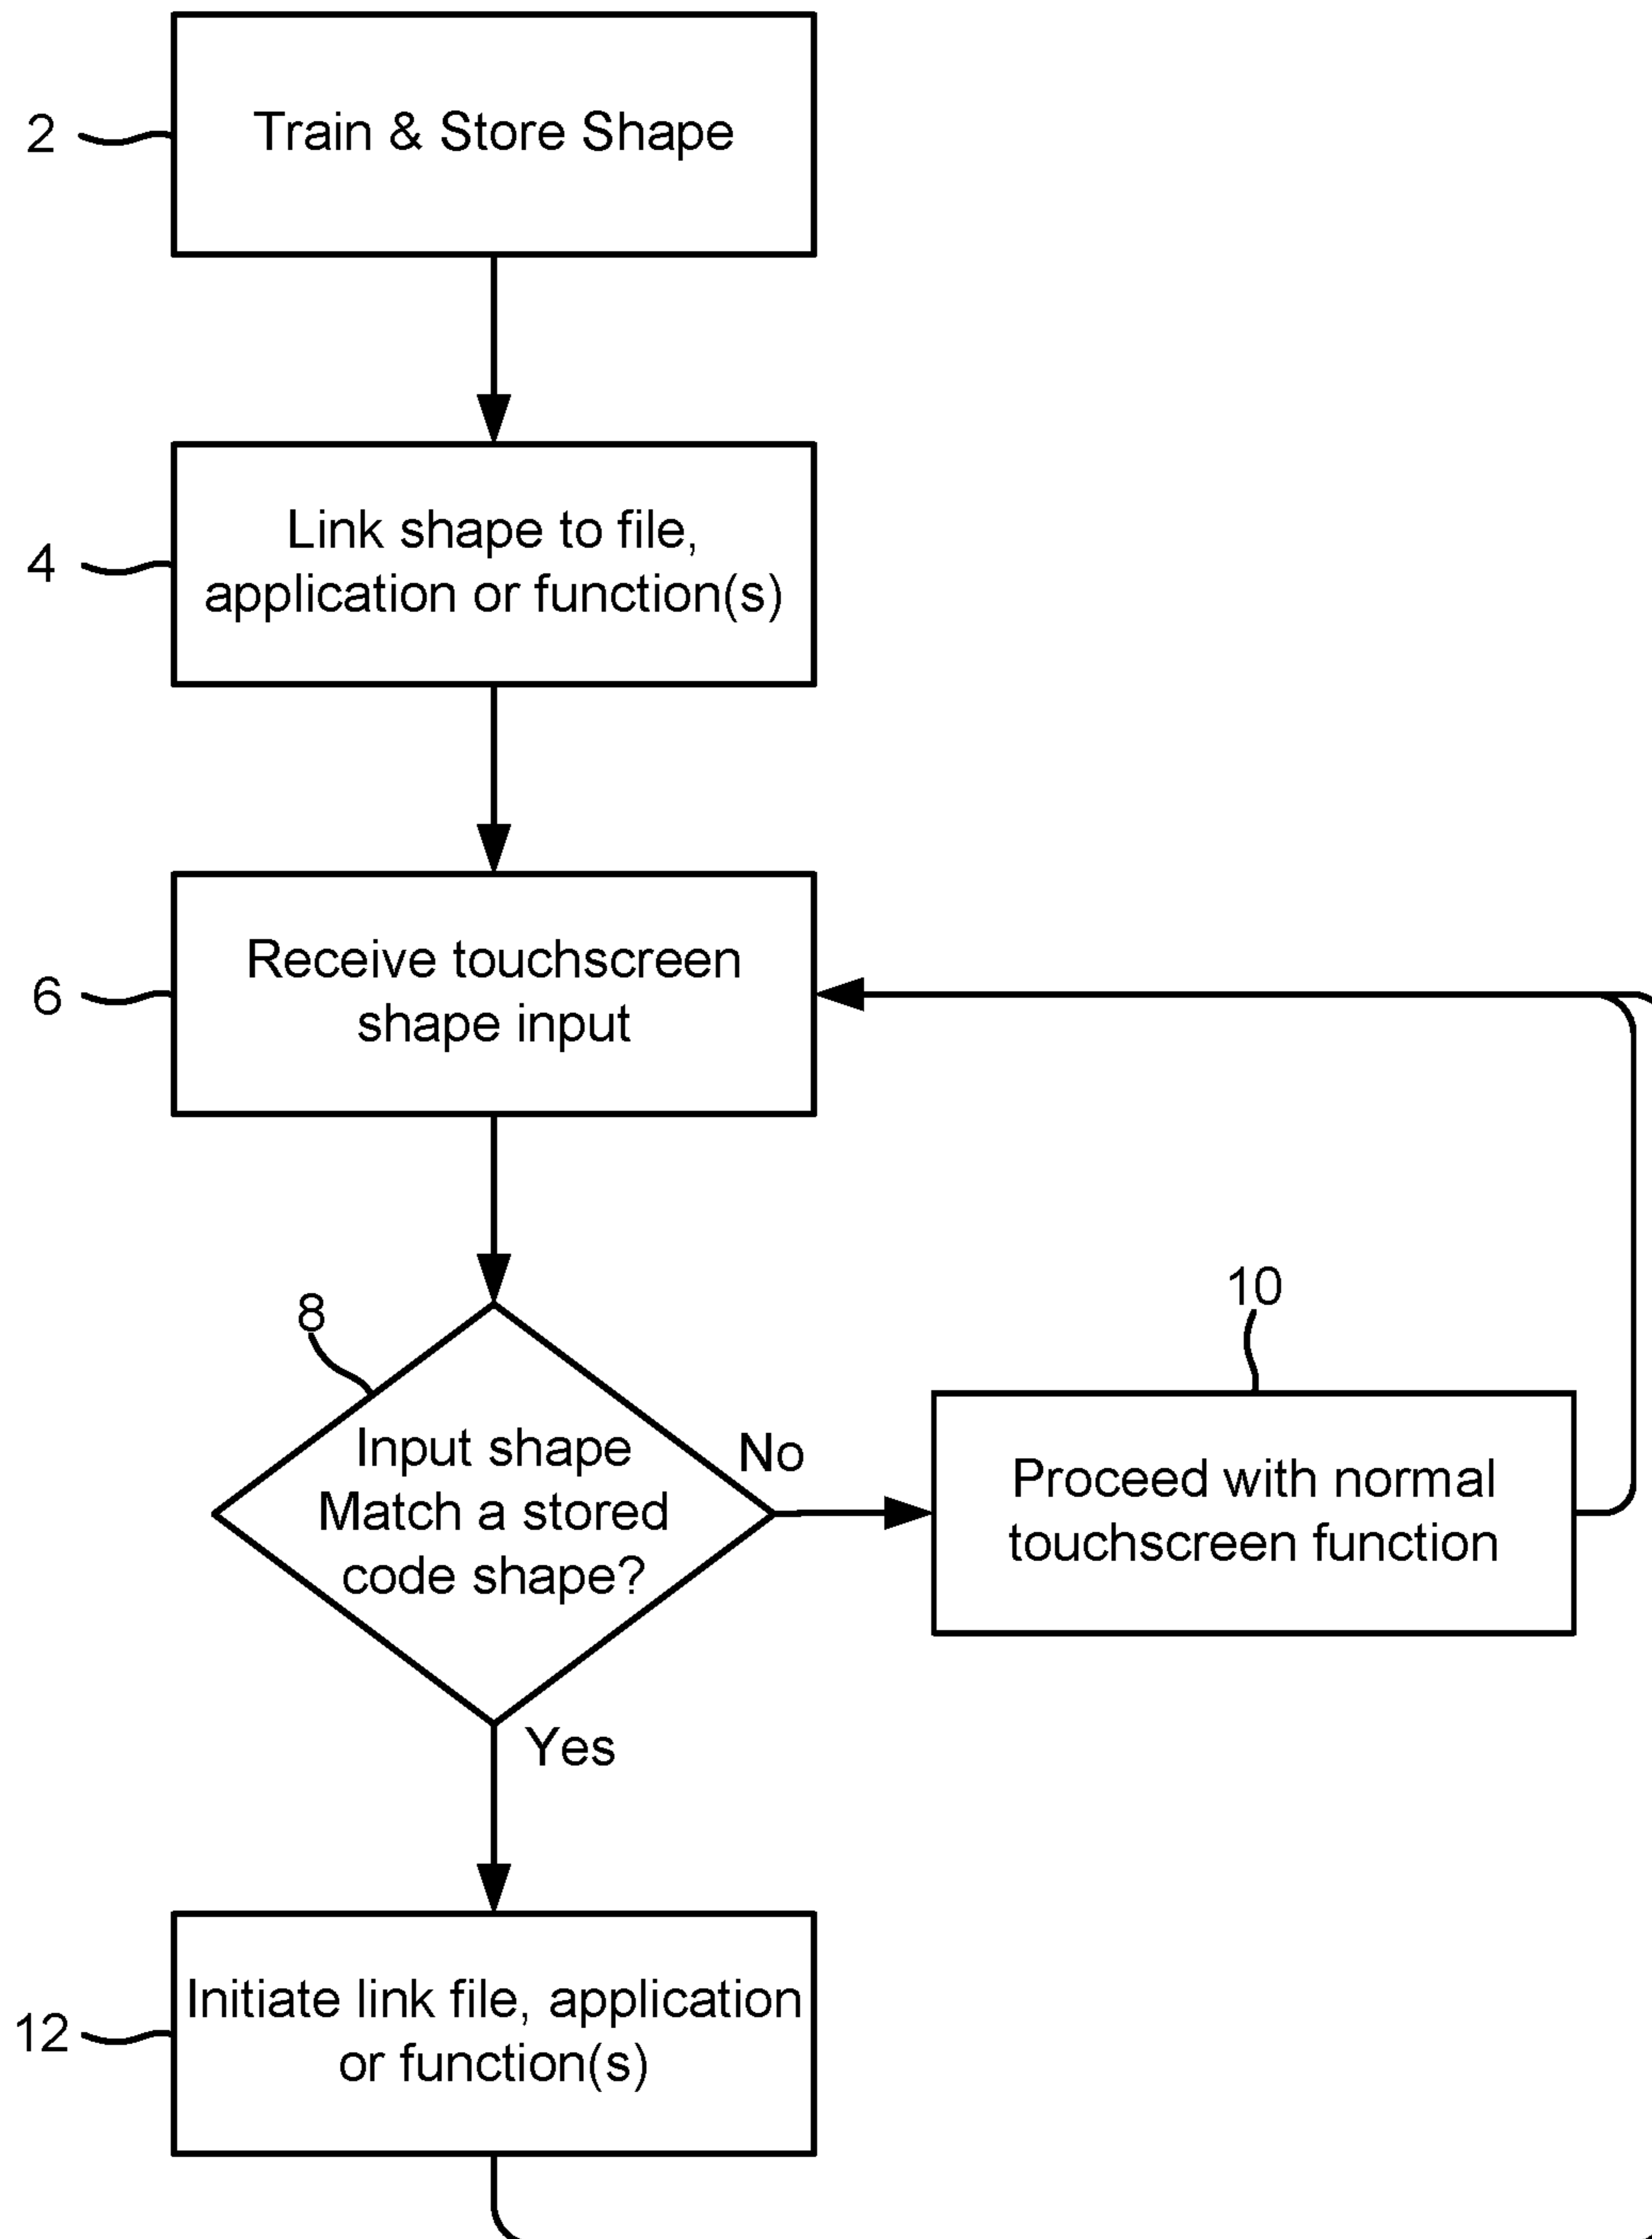 2
Train & Store Shape
4
Link shape to file,
application or function(s)
6
Receive touchscreen
shape input
8
Input shape
Match a stored
code shape?
No
10
Proceed with normal
touchscreen function
Yes
12
Initiate link file, application
or function(s)